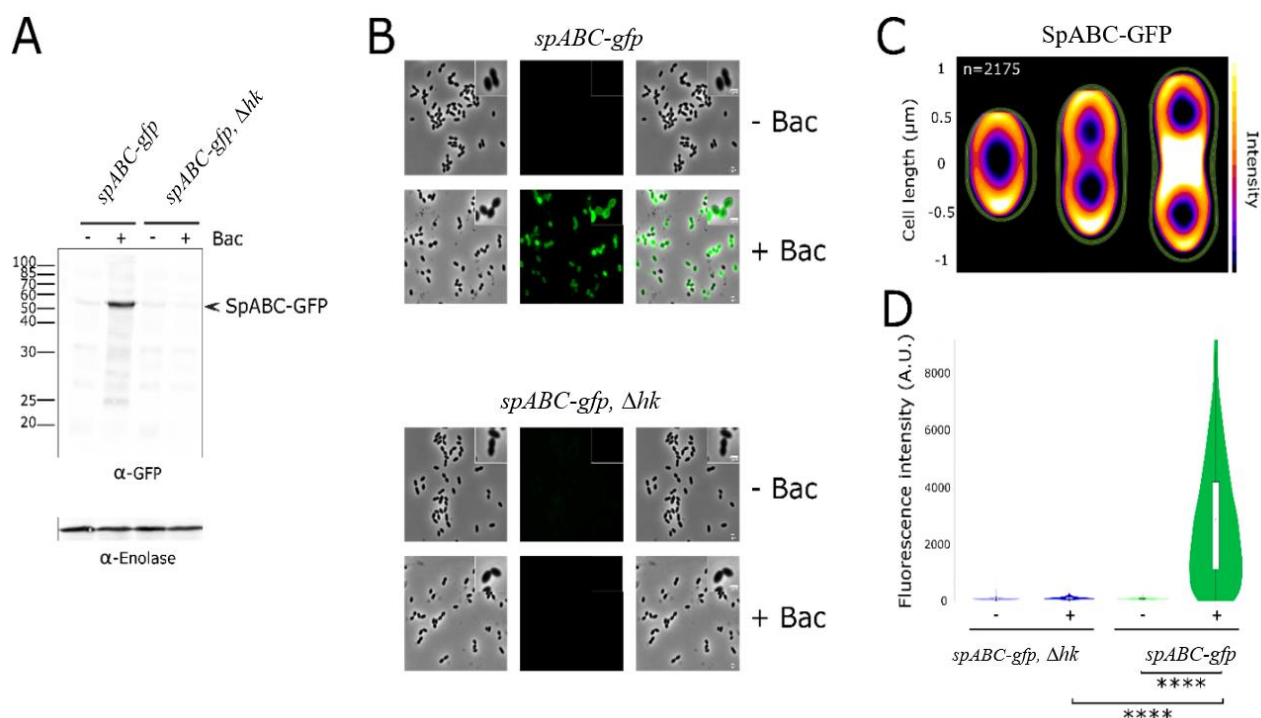 A
spABC-gfp
spABC-gfp, Δhk
- + - + Bac
100
85
70
60
50
40
30
25
20
SpABC-GFP
α-GFP
α-Enolase
B
spABC-gfp
- Bac
+ Bac
spABC-gfp, Δhk
- Bac
+ Bac
C
SpABC-GFP
n=2175
Cell length (µm)
1
0.5
0
-0.5
-1
Intensity
D
Fluorescence intensity (A.U.)
8000
6000
4000
2000
0
- + - +
spABC-gfp, Δhk spABC-gfp
****
****